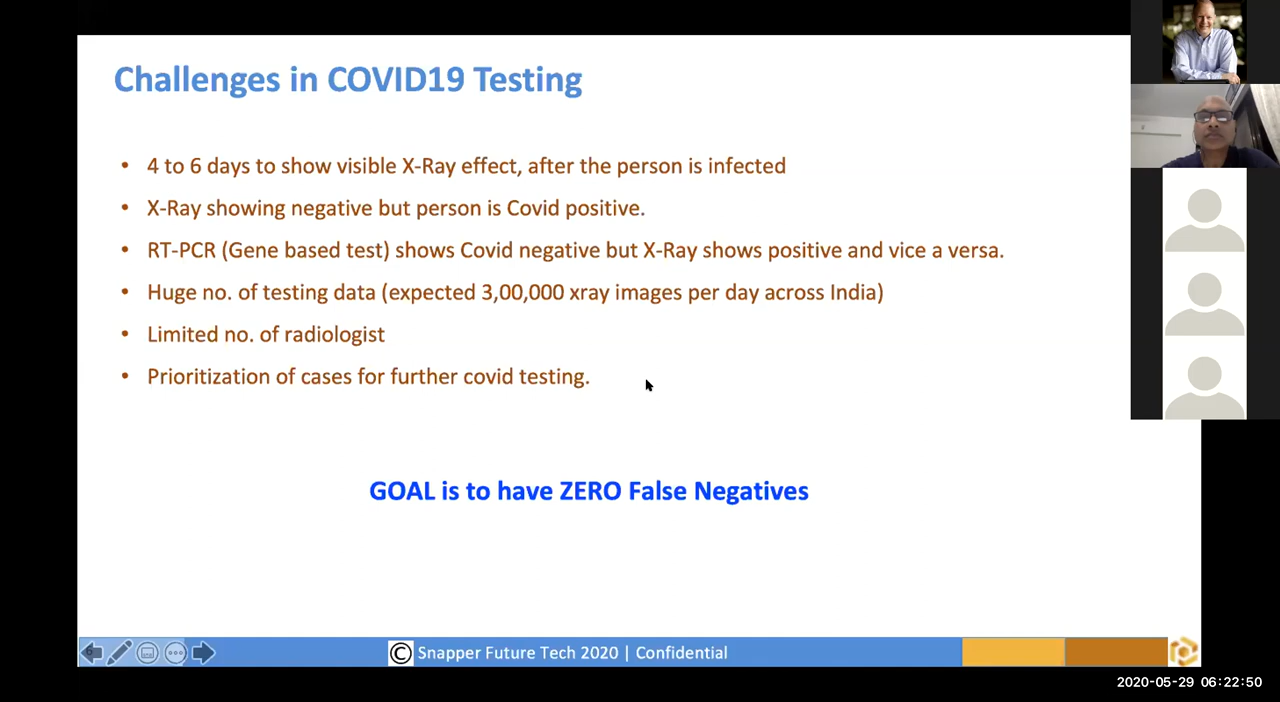 Challenges in COVID19 Testing
• 4 to 6 days to show visible X-Ray effect, after the person is infected
• X-Ray showing negative but person is Covid positive.
• RT-PCR (Gene based test) shows Covid negative but X-Ray shows positive and vice a versa.
• Huge no. of testing data (expected 3,00,000 xray images per day across India)
• Limited no. of radiologist
• Prioritization of cases for further covid testing.
GOAL is to have ZERO False Negatives
6
© Snapper Future Tech 2020 | Confidential
2020-05-29 06:22:50